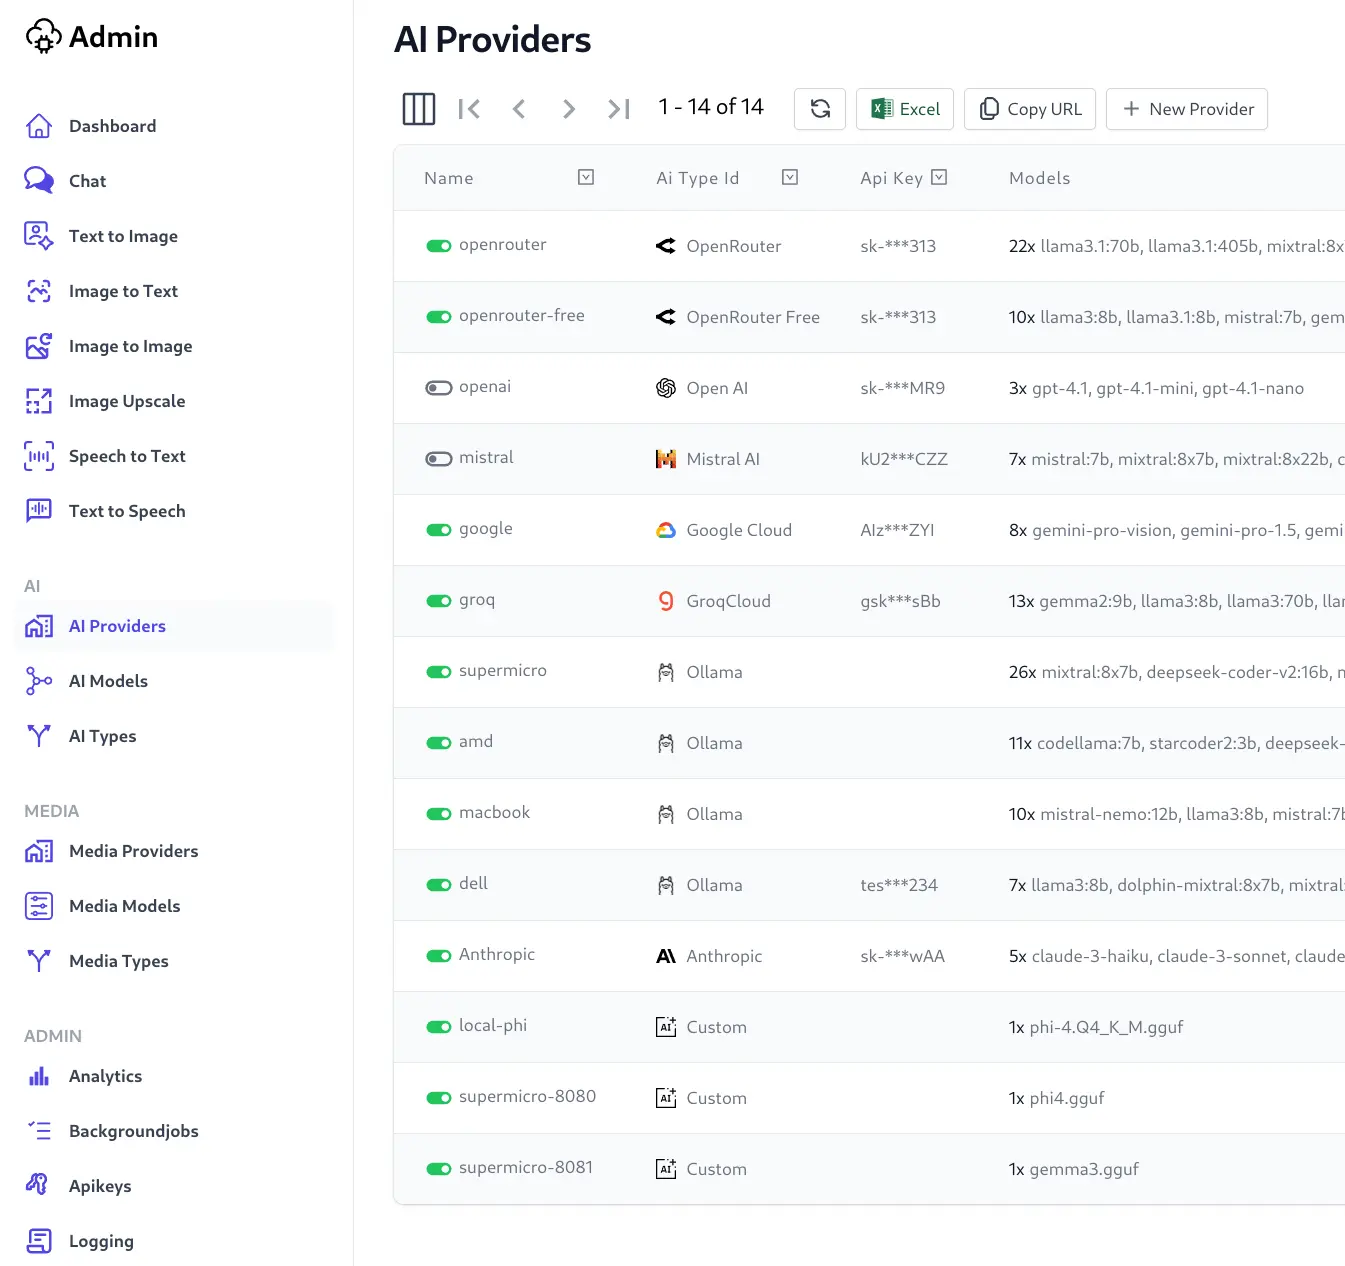 Admin
Dashboard
Chat
Text to Image
Image to Text
Image to Image
Image Upscale
Speech to Text
Text to Speech
AI
AI Providers
AI Models
AI Types
MEDIA
Media Providers
Media Models
Media Types
ADMIN
Analytics
Backgroundjobs
Apikeys
Logging
AI Providers
1 - 14 of 14 Excel Copy URL New Provider
Name Ai Type Id Api Key Models
openrouter OpenRouter sk-***313 22x llama3.1:70b, llama3.1:405b, mixtral:8x
openrouter-free OpenRouter Free sk-***313 10x llama3:8b, llama3.1:8b, mistral:7b, gem
openai Open AI sk-***MR9 3x gpt-4.1, gpt-4.1-mini, gpt-4.1-nano
mistral Mistral AI kU2***CZZ 7x mistral:7b, mixtral:8x7b, mixtral:8x22b, c
google Google Cloud AIz***ZYI 8x gemini-pro-vision, gemini-pro-1.5, gemi
groq GroqCloud gsk***sBb 13x gemma2:9b, llama3:8b, llama3:70b, llam
supermicro Ollama 26x mixtral:8x7b, deepseek-coder-v2:16b,
amd Ollama 11x codellama:7b, starcoder2:3b, deepseek-
macbook Ollama 10x mistral-nemo:12b, llama3:8b, mistral:7b
dell Ollama tes***234 7x llama3:8b, dolphin-mixtral:8x7b, mixtral:
Anthropic Anthropic sk-***wAA 5x claude-3-haiku, claude-3-sonnet, claude
local-phi Custom 1x phi-4.Q4_K_M.gguf
supermicro-8080 Custom 1x phi4.gguf
supermicro-8081 Custom 1x gemma3.gguf